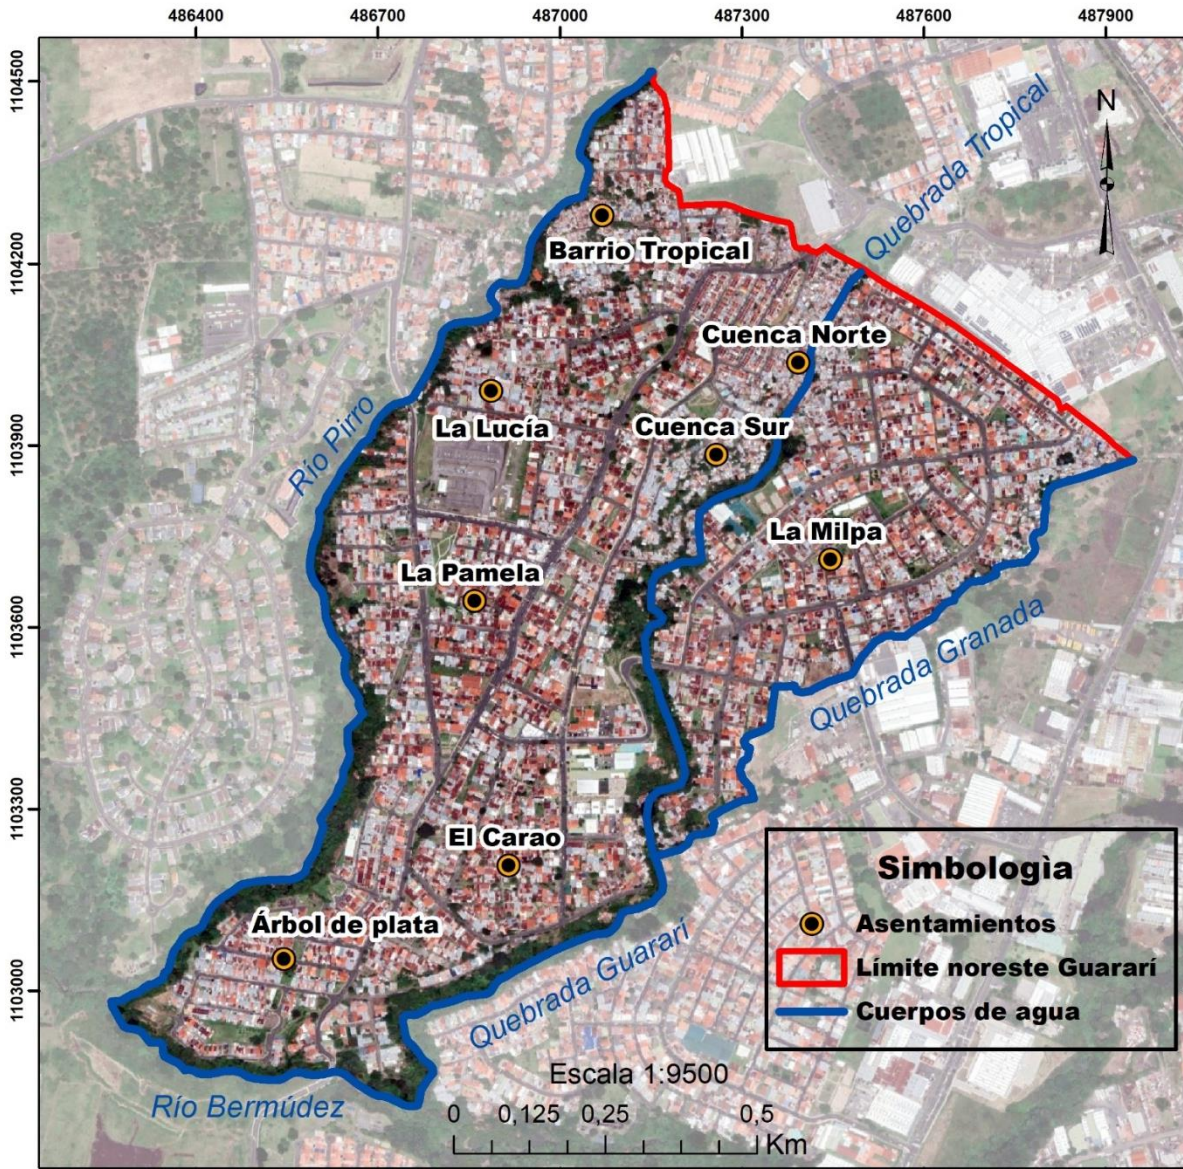 486400 486700 487000 487300 487600 487900
1104500
1104200
1103900
1103600
1103300
1103000
N
Quebrada Tropical
Barrio Tropical
Cuenca Norte
Río Pirro
La Lucía
Cuenca Sur
La Milpa
La Pamela
Quebrada Granada
El Carao
Árbol de plata
Quebrada Guararí
Río Bermúdez
Simbologìa
Asentamientos
Límite noreste Guararí
Cuerpos de agua
Escala 1:9500
0 0,125 0,25 0,5
Km